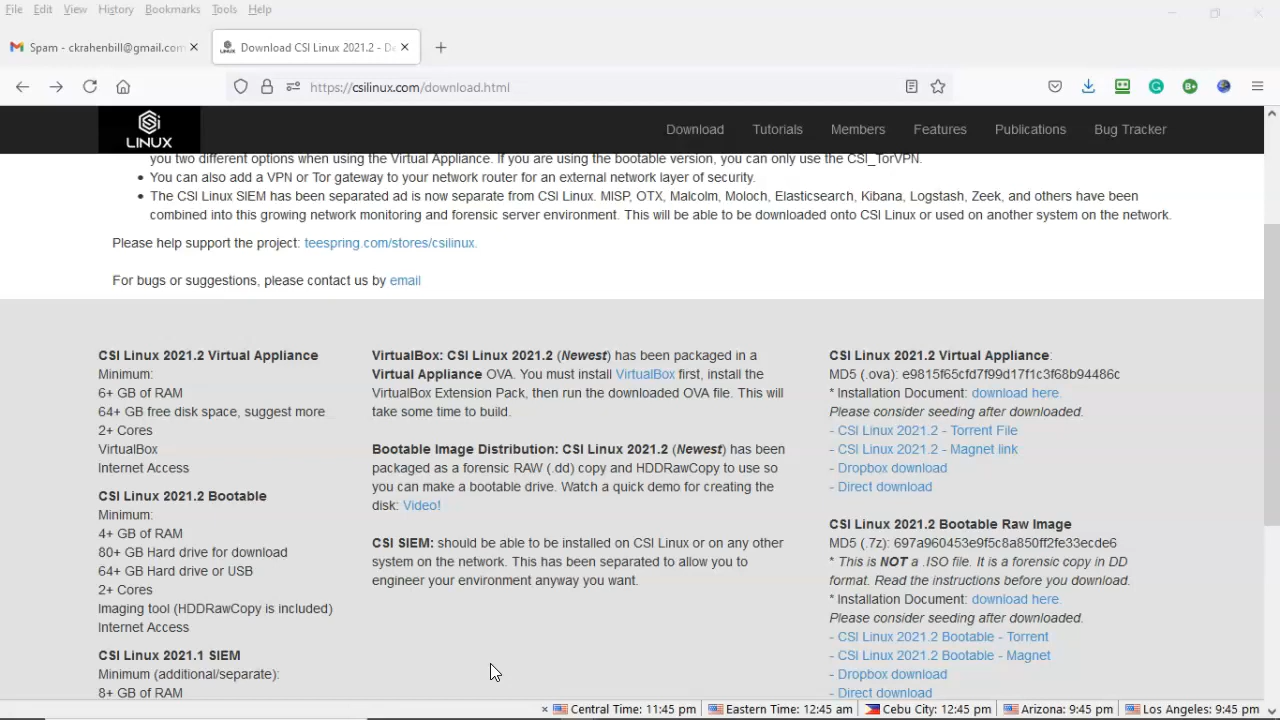 File Edit View History Bookmarks Tools Help
Spam - ckrahenbill@gmail.com
Download CSI Linux 2021.2 - De
https://csilinux.com/download.html
LINUX
Download Tutorials Members Features Publications Bug Tracker
you two different options when using the Virtual Appliance. If you are using the bootable version, you can only use the CSI_TorVPN.
• You can also add a VPN or Tor gateway to your network router for an external network layer of security.
• The CSI Linux SIEM has been separated ad is now separate from CSI Linux. MISP, OTX, Malcolm, Moloch, Elasticsearch, Kibana, Logstash, Zeek, and others have been
combined into this growing network monitoring and forensic server environment. This will be able to be downloaded onto CSI Linux or used on another system on the network.
Please help support the project: teespring.com/stores/csilinux.
For bugs or suggestions, please contact us by email
CSI Linux 2021.2 Virtual Appliance
Minimum:
6+ GB of RAM
64+ GB free disk space, suggest more
2+ Cores
VirtualBox
Internet Access
CSI Linux 2021.2 Bootable
Minimum:
4+ GB of RAM
80+ GB Hard drive for download
64+ GB Hard drive or USB
2+ Cores
Imaging tool (HDDRawCopy is included)
Internet Access
CSI Linux 2021.1 SIEM
Minimum (additional/separate):
8+ GB of RAM
VirtualBox: CSI Linux 2021.2 (Newest) has been packaged in a
Virtual Appliance OVA. You must install VirtualBox first, install the
VirtualBox Extension Pack, then run the downloaded OVA file. This will
take some time to build.
Bootable Image Distribution: CSI Linux 2021.2 (Newest) has been
packaged as a forensic RAW (.dd) copy and HDDRawCopy to use so
you can make a bootable drive. Watch a quick demo for creating the
disk: Video!
CSI SIEM: should be able to be installed on CSI Linux or on any other
system on the network. This has been separated to allow you to
engineer your environment anyway you want.
CSI Linux 2021.2 Virtual Appliance:
MD5 (.ova): e9815f65cfd7f99d17f1c3f68b94486c
* Installation Document: download here.
Please consider seeding after downloaded.
- CSI Linux 2021.2 - Torrent File
- CSI Linux 2021.2 - Magnet link
- Dropbox download
- Direct download
CSI Linux 2021.2 Bootable Raw Image
MD5 (.7z): 697a960453e9f5c8a850ff2fe33ecde6
* This is NOT a .ISO file. It is a forensic copy in DD
format. Read the instructions before you download.
* Installation Document: download here.
Please consider seeding after downloaded.
- CSI Linux 2021.2 Bootable - Torrent
- CSI Linux 2021.2 Bootable - Magnet
- Dropbox download
- Direct download
Central Time: 11:45 pm Eastern Time: 12:45 am Cebu City: 12:45 pm Arizona: 9:45 pm Los Angeles: 9:45 pm